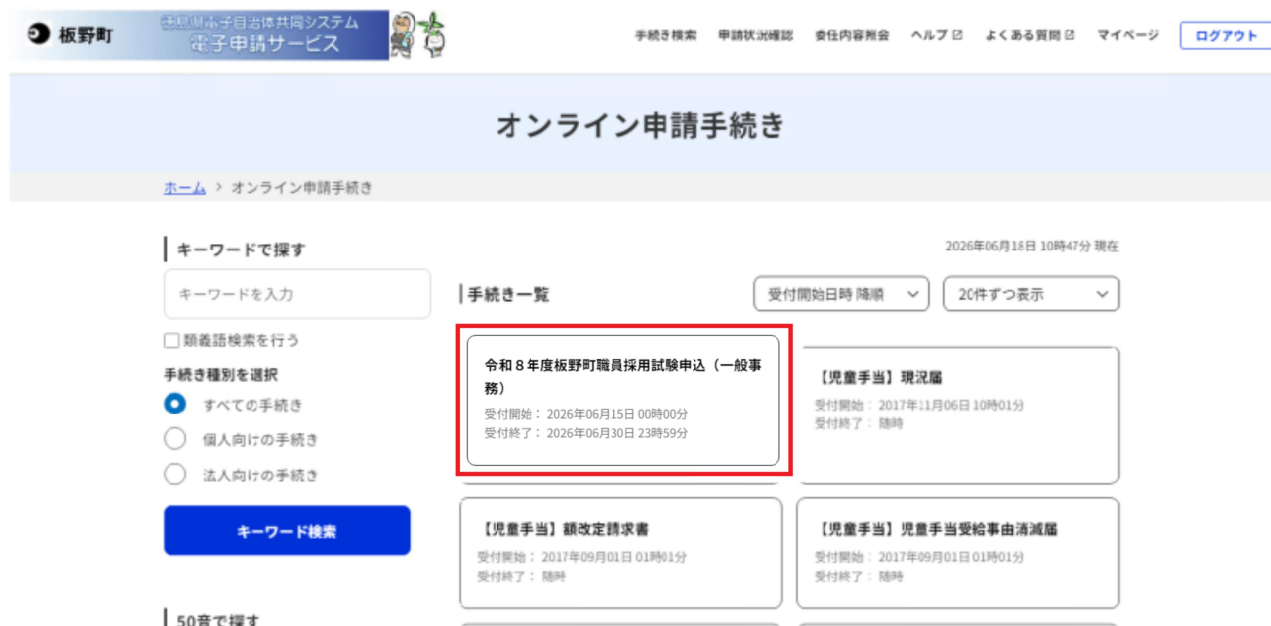 板野町
徳島県市子自治体共同システム
電子申請サービス
手続き検索 申請状況確認 委任内容照会 ヘルプ よくある質問 マイページ ログアウト
オンライン申請手続き
ホーム > オンライン申請手続き
キーワードで探す
キーワードを入力
類義語検索を行う
手続き種別を選択
すべての手続き
個人向けの手続き
法人向けの手続き
キーワード検索
50音で探す
2026年06月18日 10時47分 現在
手続き一覧
受付開始日時 降順
20件ずつ表示
令和8年度板野町職員採用試験申込(一般事
務)
受付開始: 2026年06月15日 00時00分
受付終了: 2026年06月30日 23時59分
【児童手当】現況届
受付開始: 2017年11月06日 10時01分
受付終了: 随時
【児童手当】額改定請求書
受付開始: 2017年09月01日 01時01分
受付終了: 随時
【児童手当】児童手当受給事由消滅届
受付開始: 2017年09月01日 01時01分
受付終了: 随時